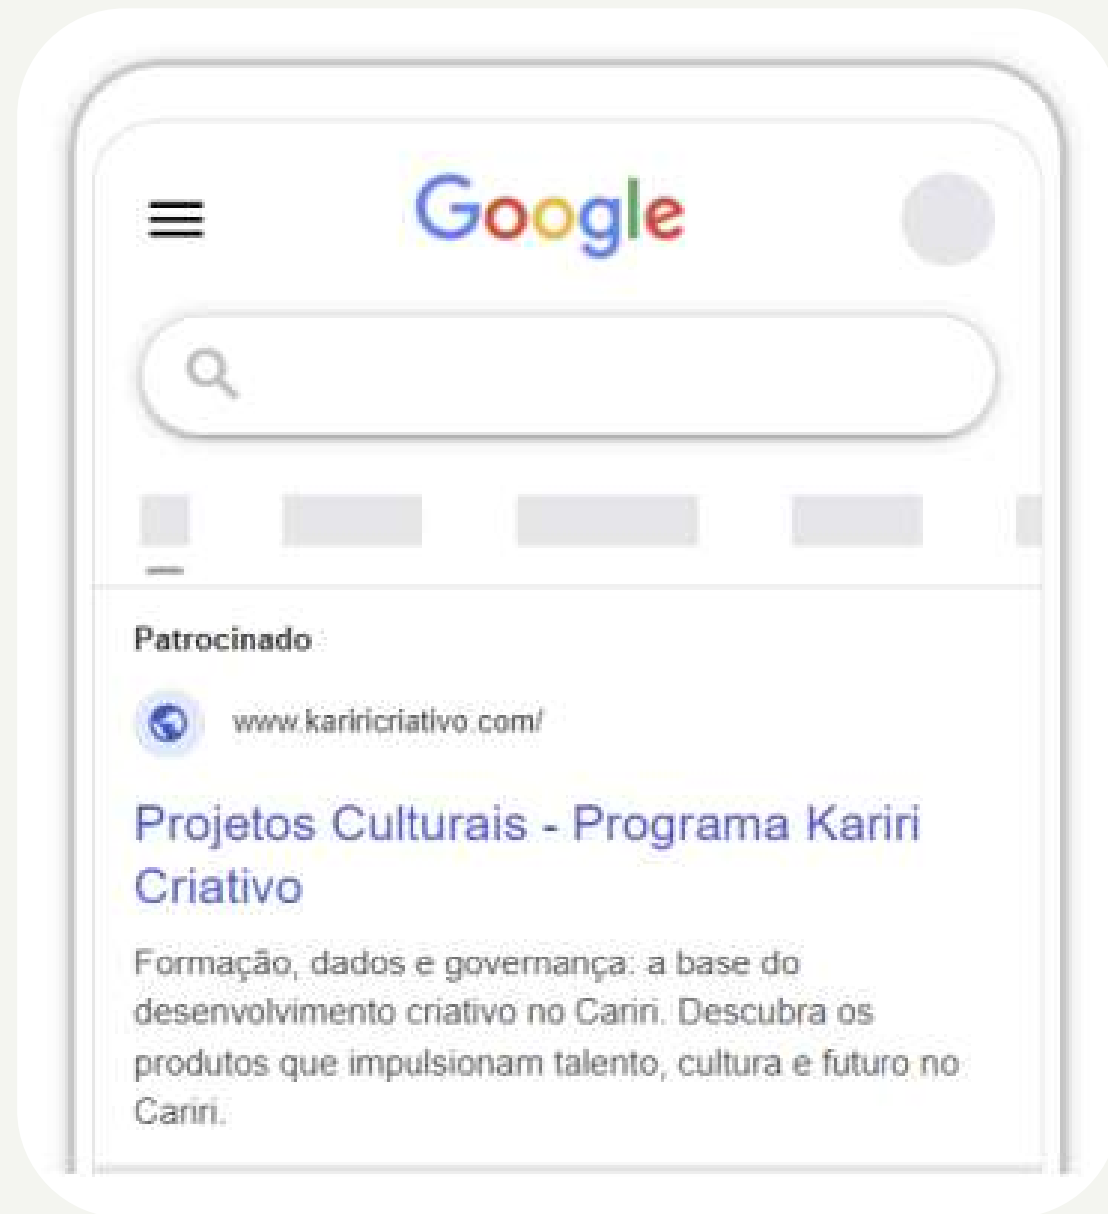 Google
Patrocinado
www.kariricriativo.com/
Projetos Culturais - Programa Kariri
Criativo
Formação, dados e governança: a base do
desenvolvimento criativo no Cariri. Descubra os
produtos que impulsionam talento, cultura e futuro no
Cariri.